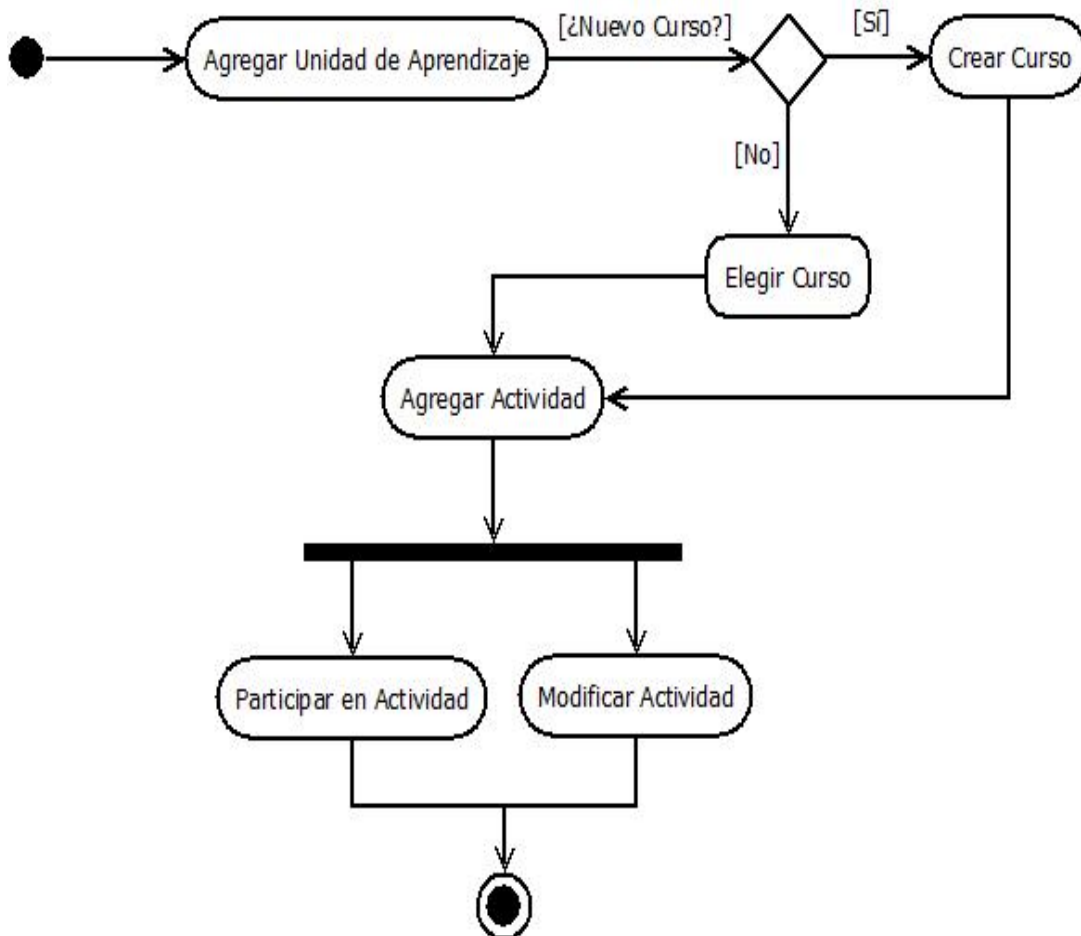 Agregar Unidad de Aprendizaje
[¿Nuevo Curso?]
[Sí]
Crear Curso
[No]
Elegir Curso
Agregar Actividad
Participar en Actividad
Modificar Actividad